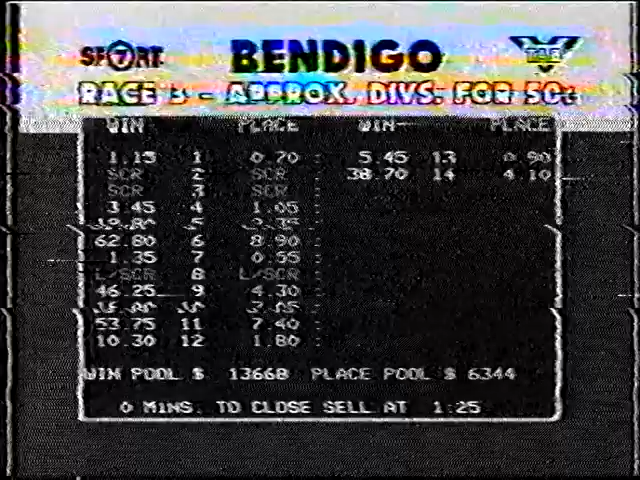 SPORT BENDIGO TAB
RACE 3 - APPROX. DIVS. FOR 50c
WIN PLACE WIN PLACE
1.15 1 0.70 : 5.45 13 0.90
SCR 2 SCR : 38.70 14 4.10
SCR 3 SCR :
3.45 4 1.05 :
5
62.80 6 8.90 :
1.35 7 0.55 :
L/SCR 8 L/SCR :
46.25 9 4.30 :
10
53.75 11 7.40 :
10.30 12 1.80 :
WIN POOL $ 13668 PLACE POOL $ 6344
0 MINS. TO CLOSE SELL AT 1:25